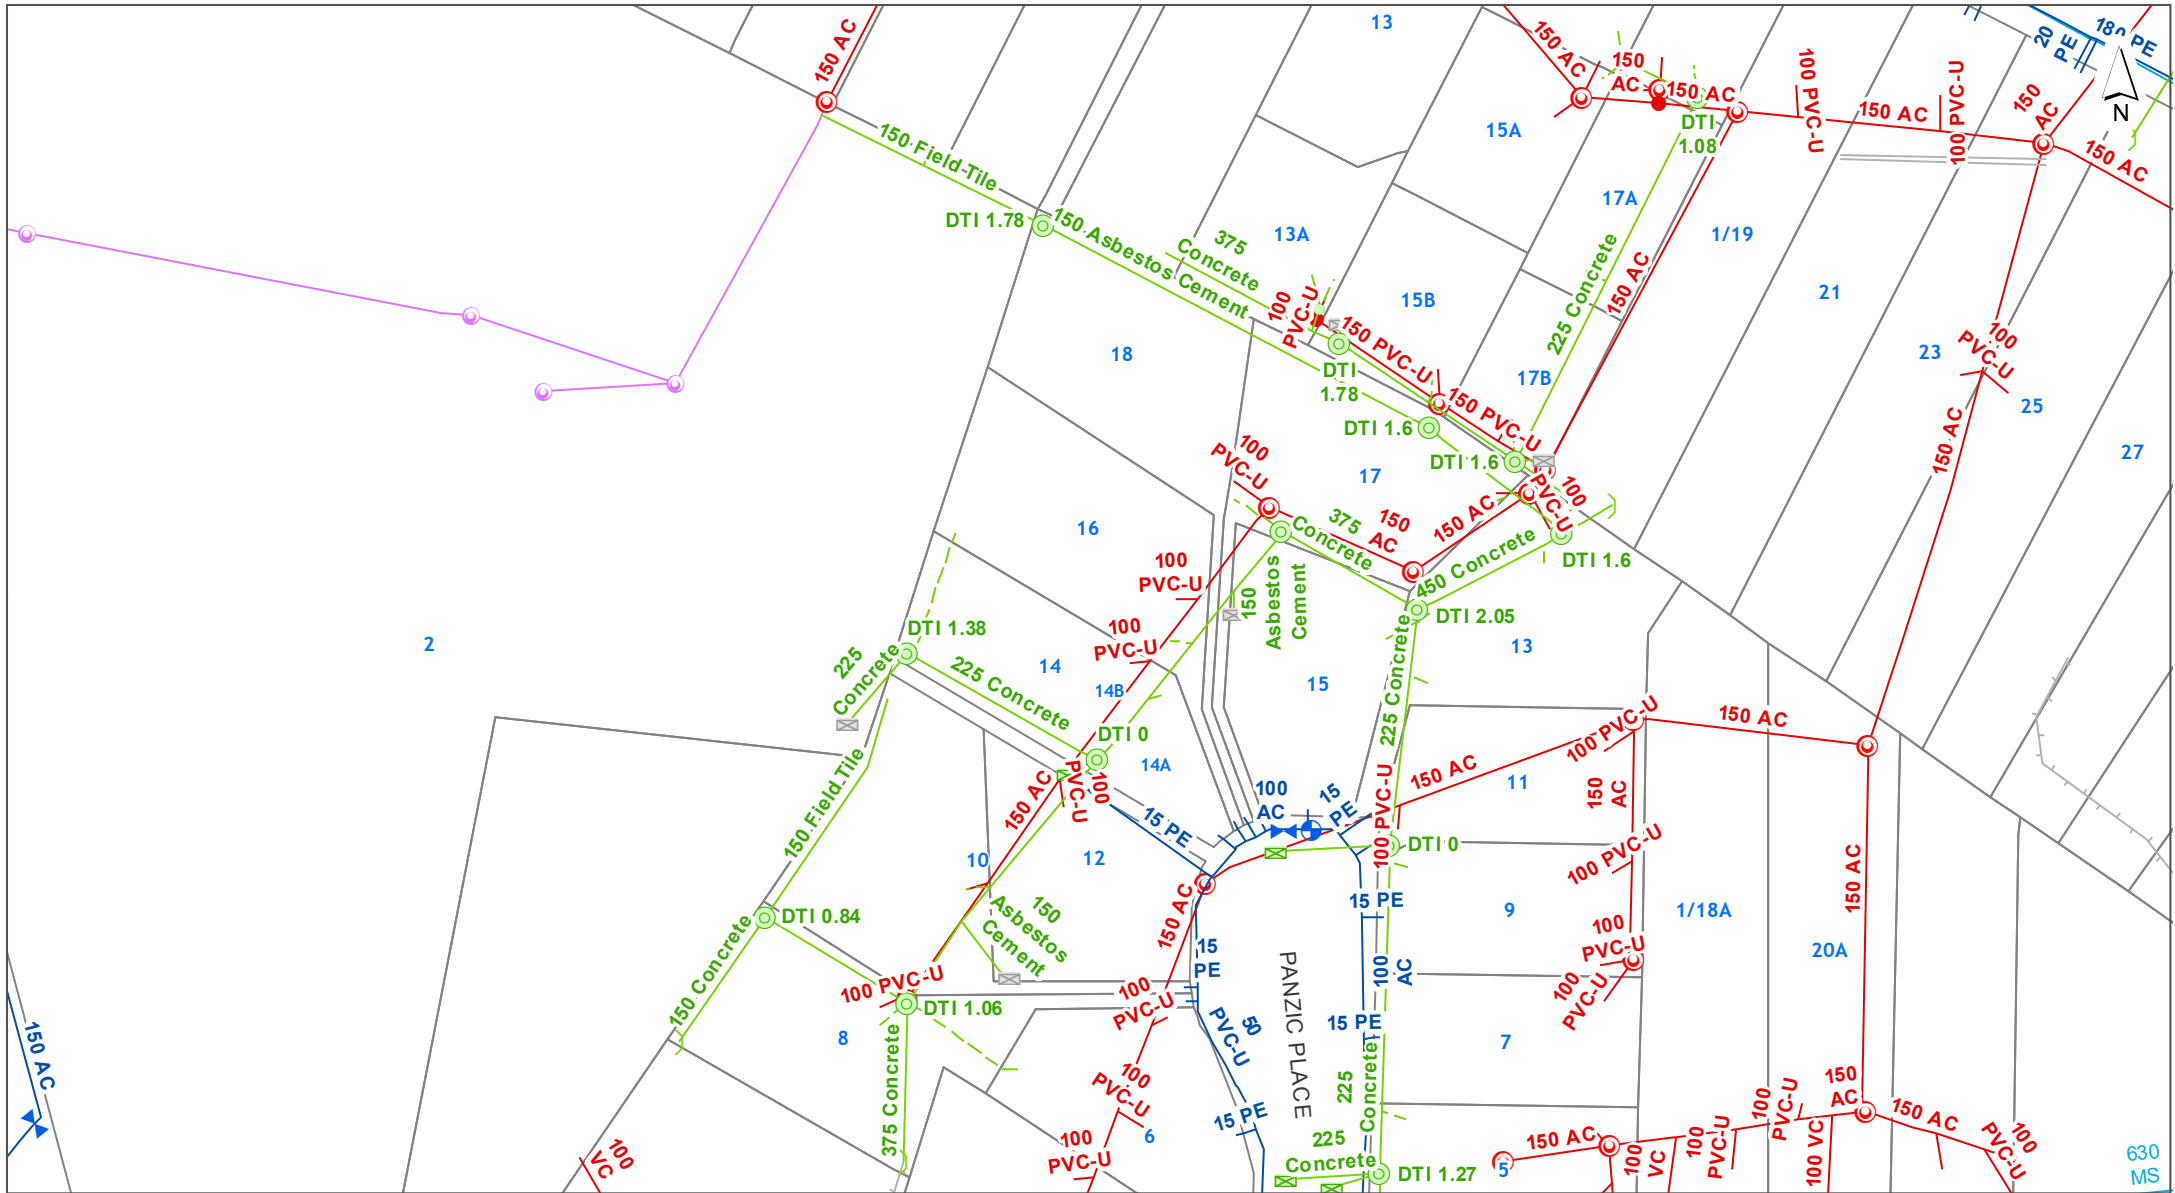 13
150 AC
150 AC
150
AC
150 AC
100 PVC-U
150 AC
100 PVC-U
150
AC
150 AC
20
PE
180 PE
N
DTI
1.08
150 Field Tile
DTI 1.78
150 Asbestos Cement
375
Concrete
13A
15A
17A
1/19
21
23
25
27
100
PVC-U
15B
150 PVC-U
225 Concrete
150 AC
100
PVC-U
18
DTI
1.78
17B
150 PVC-U
DTI 1.6
DTI 1.6
100
PVC-U
17
150 AC
100
PVC-U
150 AC
16
375
Concrete
150
AC
450 Concrete
DTI 1.6
100
PVC-U
150
Asbestos
Cement
DTI 2.05
2
DTI 1.38
100
PVC-U
13
225
Concrete
225 Concrete
14
14B
15
225 Concrete
DTI 0
14A
100 PVC-U
150 AC
150 AC
11
150
AC
150 Field Tile
150 AC
100
PVC-U
15 PE
100
AC
15
PE
100 PVC-U
DTI 0
100 PVC-U
10
12
150 AC
DTI 0.84
150
Asbestos
Cement
150 AC
15
PE
15 PE
9
1/18A
20A
100
PVC-U
150 Concrete
100 PVC-U
DTI 1.06
100
PVC-U
100
AC
100
PVC-U
PANZIC PLACE
150 AC
8
50
PVC-U
15 PE
7
375 Concrete
100
PVC-U
225
Concrete
15 PE
6
100
PVC-U
100
VC
225
Concrete
DTI 1.27
5
150 AC
100
VC
100
PVC-U
100
PVC-U
100 VC
150
AC
150 AC
100
PVC-U
630
MS